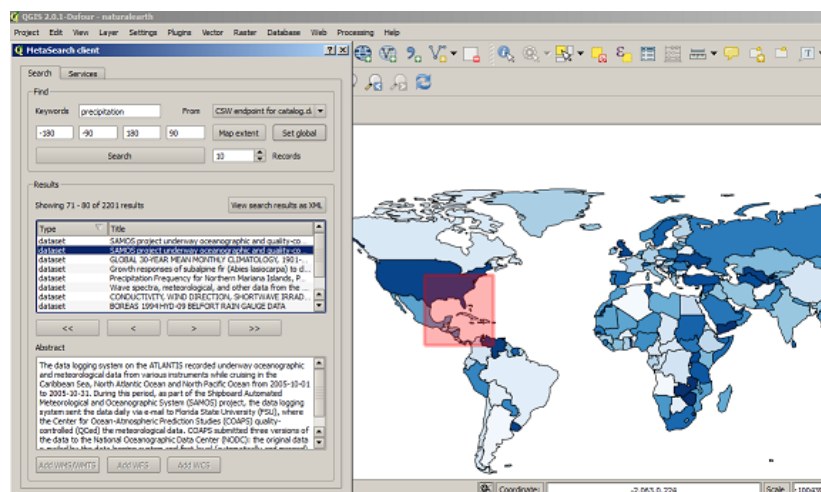 QGIS 2.0.1-Dufour - naturalearth
Project Edit View Layer Settings Plugins Vector Raster Database Web Processing Help
MetaSearch client
Search Services
Find
Keywords precipitation From CSW endpoint for catalog.d
-180 -90 180 90 Map extent Set global
Search 10 Records
Results
Showing 71 - 80 of 2201 results View search results as XML
Type Title
dataset SAMOS project underway oceanographic and quality-co
dataset SAMOS project underway oceanographic and quality-co
dataset GLOBAL 30-YEAR MEAN MONTHLY CLIMATOLOGY, 1901-...
dataset Growth responses of subalpine fir (Abies lasiocarpa) to d...
dataset Precipitation Frequency for Northern Mariana Islands, P...
dataset Wave spectra, meteorological, and other data from the ...
dataset CONDUCTIVITY, WIND DIRECTION, SHORTWAVE IRRAD...
dataset BOREAS 1994 HYD-09 BELFORT RAIN GAUGE DATA
<< < > >>
Abstract
The data logging system on the ATLANTIS recorded underway oceanographic
and meteorological data from various instruments while cruising in the
Caribbean Sea, North Atlantic Ocean and North Pacific Ocean from 2005-10-01
to 2005-10-31. During this period, as part of the Shipboard Automated
Meteorological and Oceanographic System (SAMOS) project, the data logging
system sent the data daily via e-mail to Florida State University (FSU), where
the Center for Ocean-Atmospheric Prediction Studies (COAPS) quality-
controlled (QCed) the meteorological data. COAPS submitted three versions of
the data to the National Oceanographic Data Center (NODC): the original data
Add WMS/WMTS Add WFS Add WCS
Coordinate: -2.063,0.224 Scale